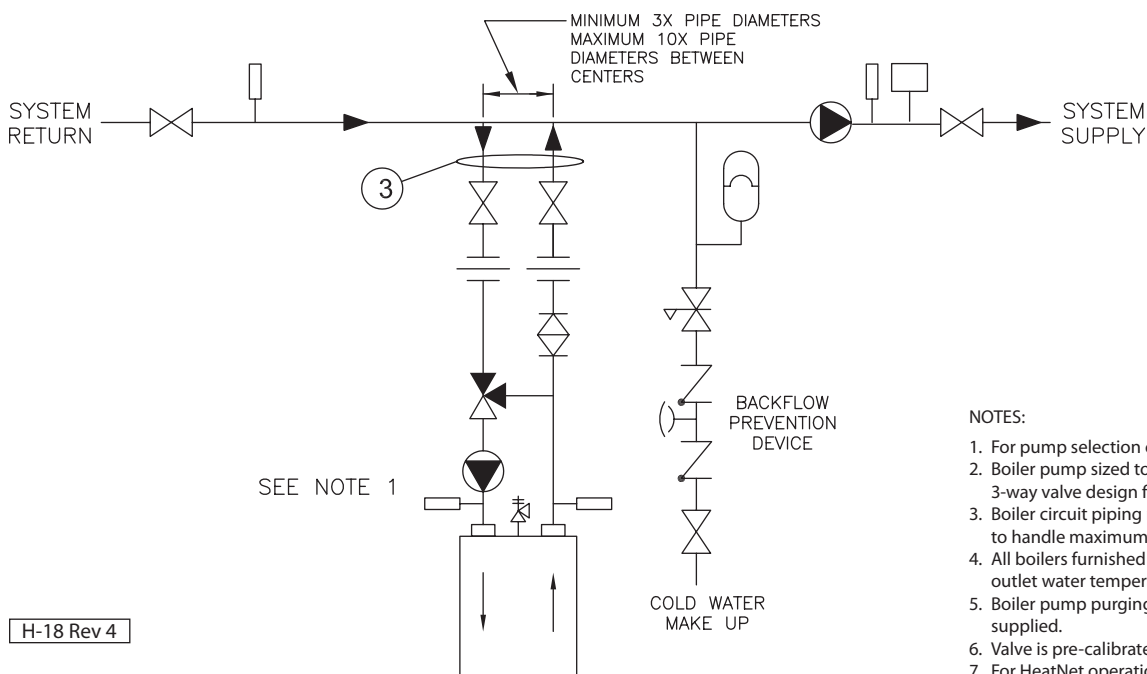 MINIMUM 3X PIPE DIAMETERS
MAXIMUM 10X PIPE
DIAMETERS BETWEEN
CENTERS
SYSTEM
RETURN
SYSTEM
SUPPLY
3
BACKFLOW
PREVENTION
DEVICE
SEE NOTE 1
COLD WATER
MAKE UP
H-18 Rev 4
NOTES:
1. For pump selection
2. Boiler pump sized to
3-way valve design
3. Boiler circuit piping
to handle maximum
4. All boilers furnished
outlet water
5. Boiler pump purging
supplied.
6. Valve is
7. For HeatNet